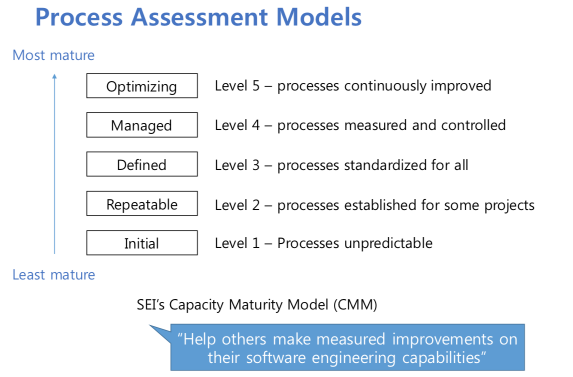 Process Assessment Models
Most mature
Optimizing Level 5 – processes continuously improved
Managed Level 4 – processes measured and controlled
Defined Level 3 – processes standardized for all
Repeatable Level 2 – processes established for some projects
Initial Level 1 – Processes unpredictable
Least mature
SEI's Capacity Maturity Model (CMM)
“Help others make measured improvements on
their software engineering capabilities”